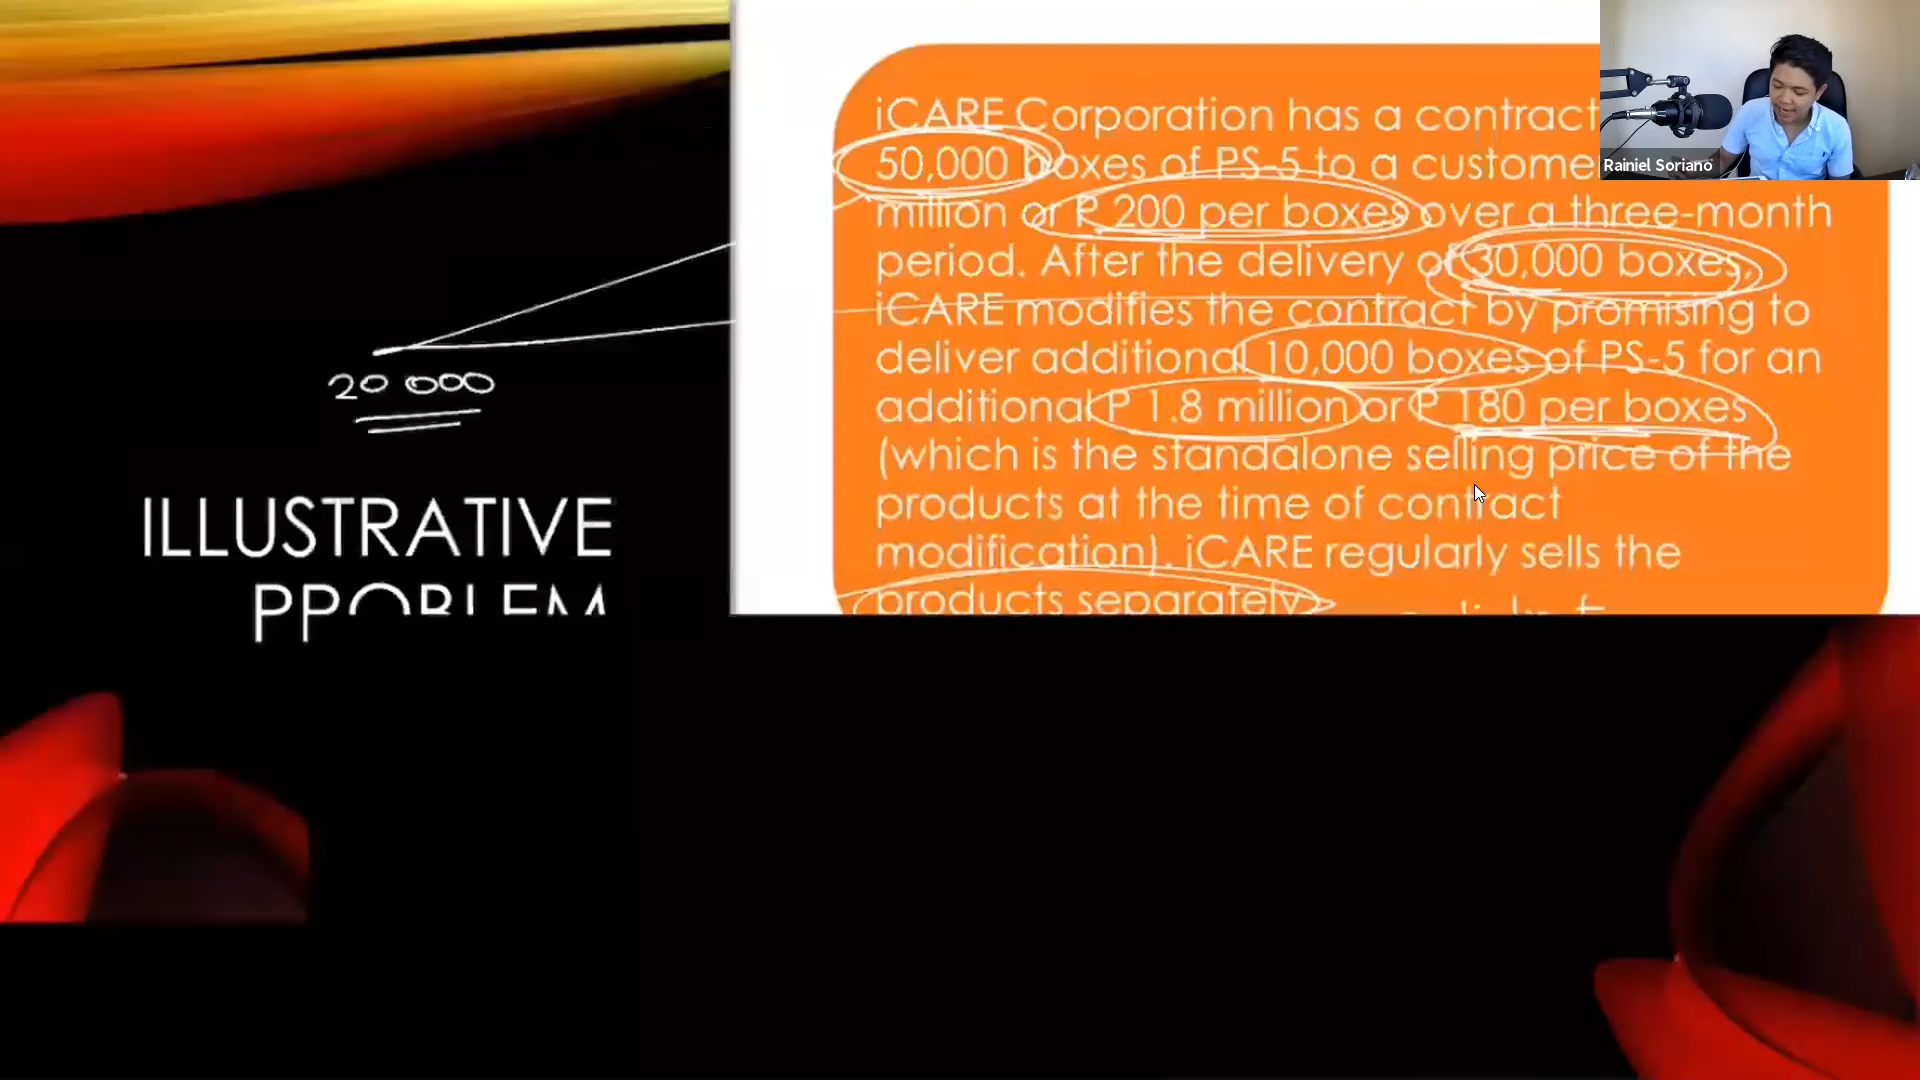 iCARE Corporation has a contract
50,000 boxes of PS-5 to a custome
million or P 200 per boxes over a three-month
period. After the delivery of 30,000 boxes,
iCARE modifies the contract by promising to
deliver additional 10,000 boxes of PS-5 for an
additional P 1.8 million or P 180 per boxes
(which is the standalone selling price of the
products at the time of contract
modification). iCARE regularly sells the
products separately.
20 000
ILLUSTRATIVE
PROBLEM
Rainiel Soriano